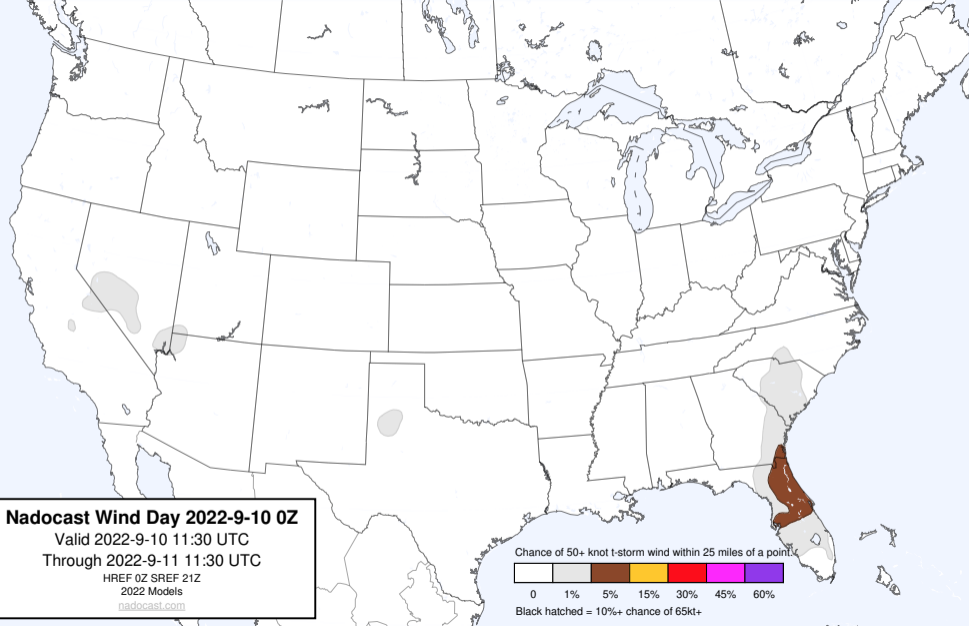 Nadocast Wind Day 2022-9-10 0Z
Valid 2022-9-10 11:30 UTC
Through 2022-9-11 11:30 UTC
HREF 0Z SREF 21Z
2022 Models
nadocast.com
Chance of 50+ knot t-storm wind within 25 miles of a point.
0 1% 5% 15% 30% 45% 60%
Black hatched = 10%+ chance of 65kt+